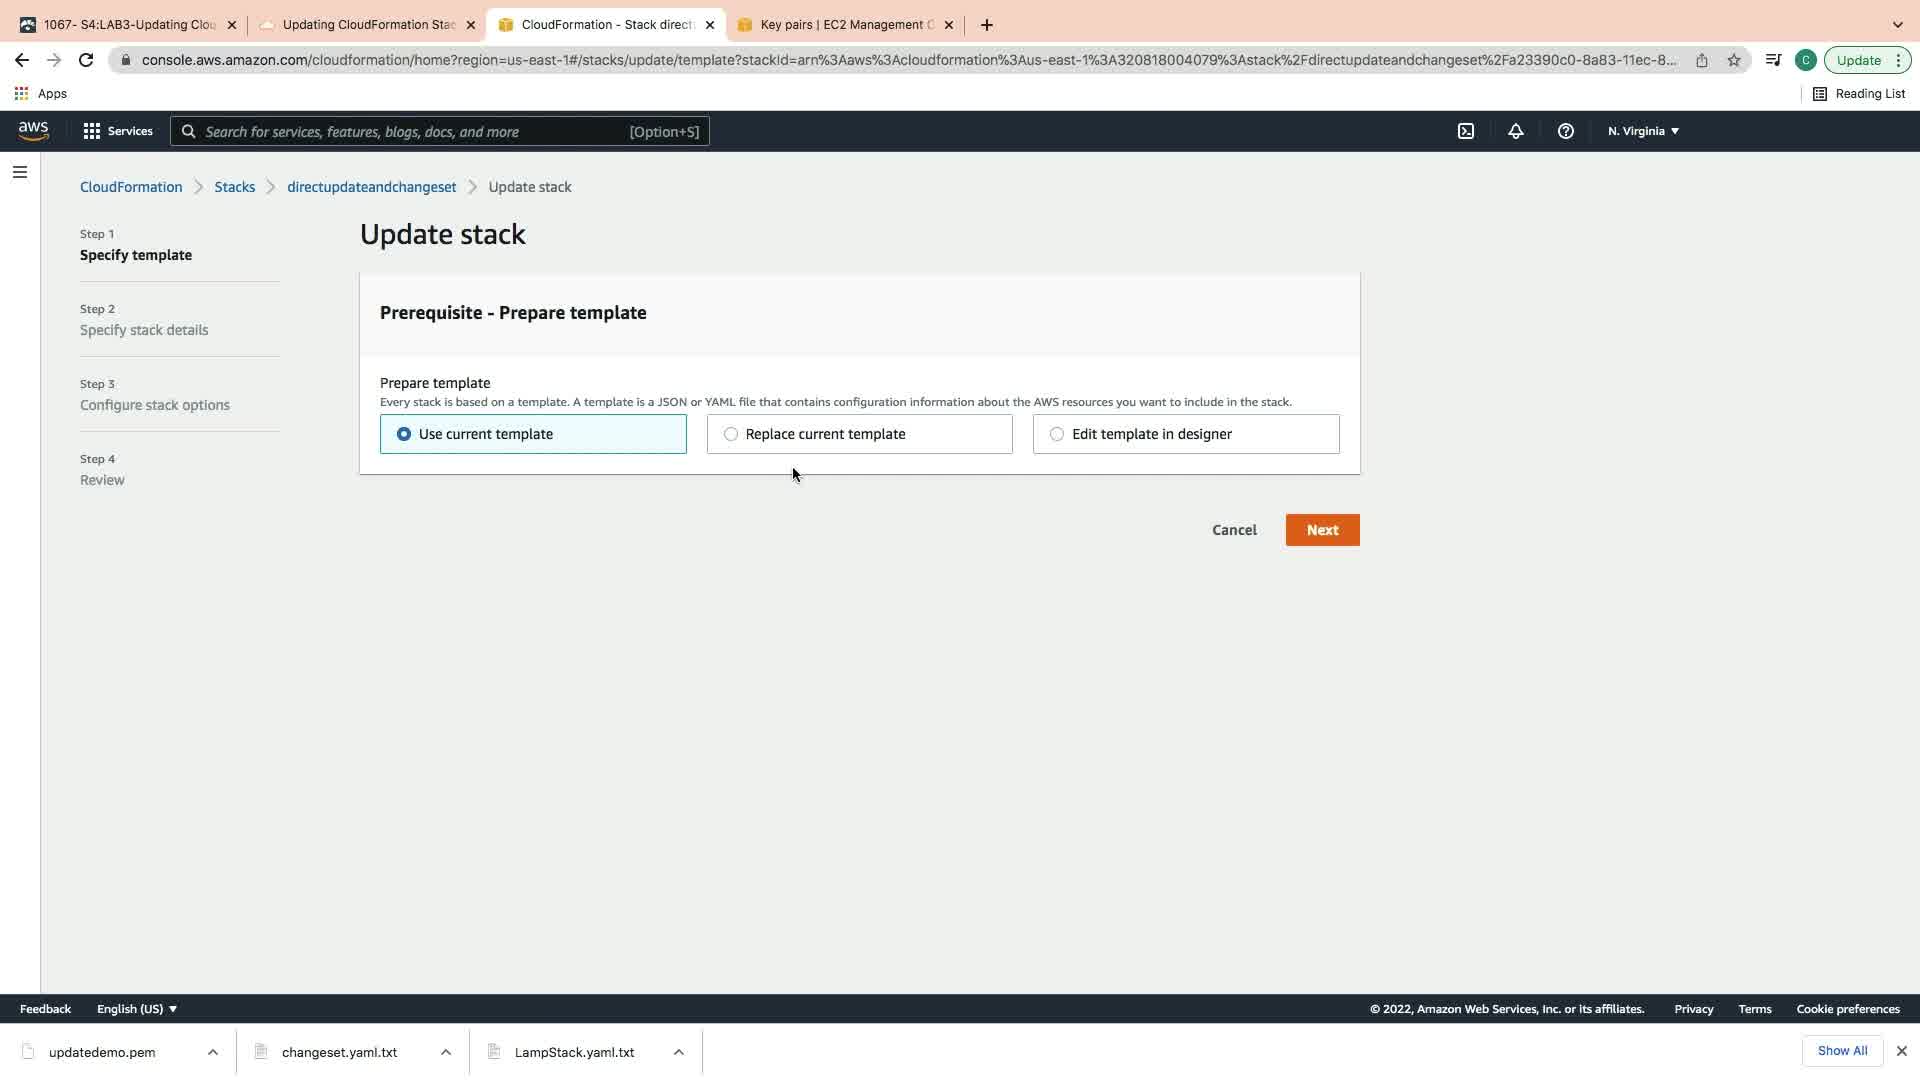 1067- S4:LAB3-Updating Clou
Updating CloudFormation Stac
CloudFormation - Stack direct
Key pairs | EC2 Management C
console.aws.amazon.com/cloudformation/home?region=us-east-1#/stacks/update/template?stackId=arn%3Aaws%3Acloudformation%3Aus-east-1%3A320818004079%3Astack%2Fdirectupdateandchangeset%2Fa23390c0-8a83-11ec-8...
C
Update
Apps
Reading List
aws
Services
Search for services, features, blogs, docs, and more
[Option+S]
N. Virginia
CloudFormation
Stacks
directupdateandchangeset
Update stack
Step 1
Specify template
Step 2
Specify stack details
Step 3
Configure stack options
Step 4
Review
Update stack
Prerequisite - Prepare template
Prepare template
Every stack is based on a template. A template is a JSON or YAML file that contains configuration information about the AWS resources you want to include in the stack.
Use current template
Replace current template
Edit template in designer
Cancel
Next
Feedback
English (US)
© 2022, Amazon Web Services, Inc. or its affiliates.
Privacy
Terms
Cookie preferences
updatedemo.pem
changeset.yaml.txt
LampStack.yaml.txt
Show All